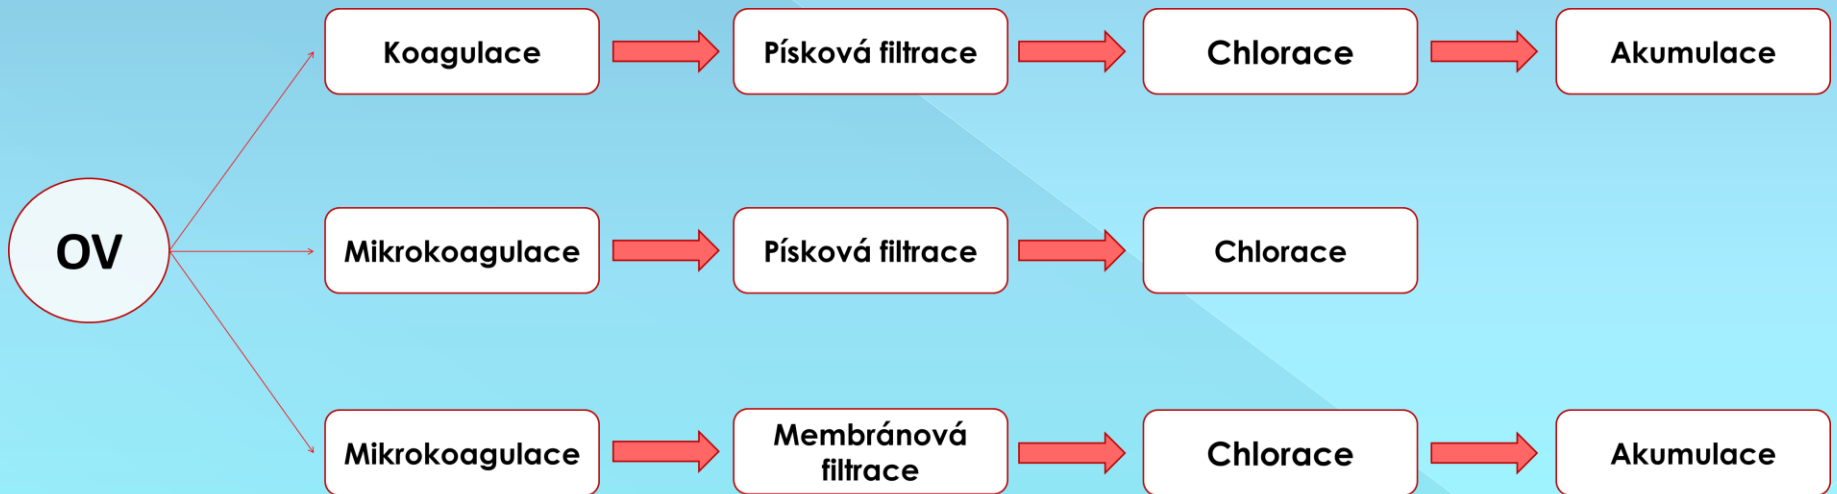 Koagulace
Písková filtrace
Chlorace
Akumulace
OV
Mikrokoagulace
Písková filtrace
Chlorace
Mikrokoagulace
Membránová
filtrace
Chlorace
Akumulace